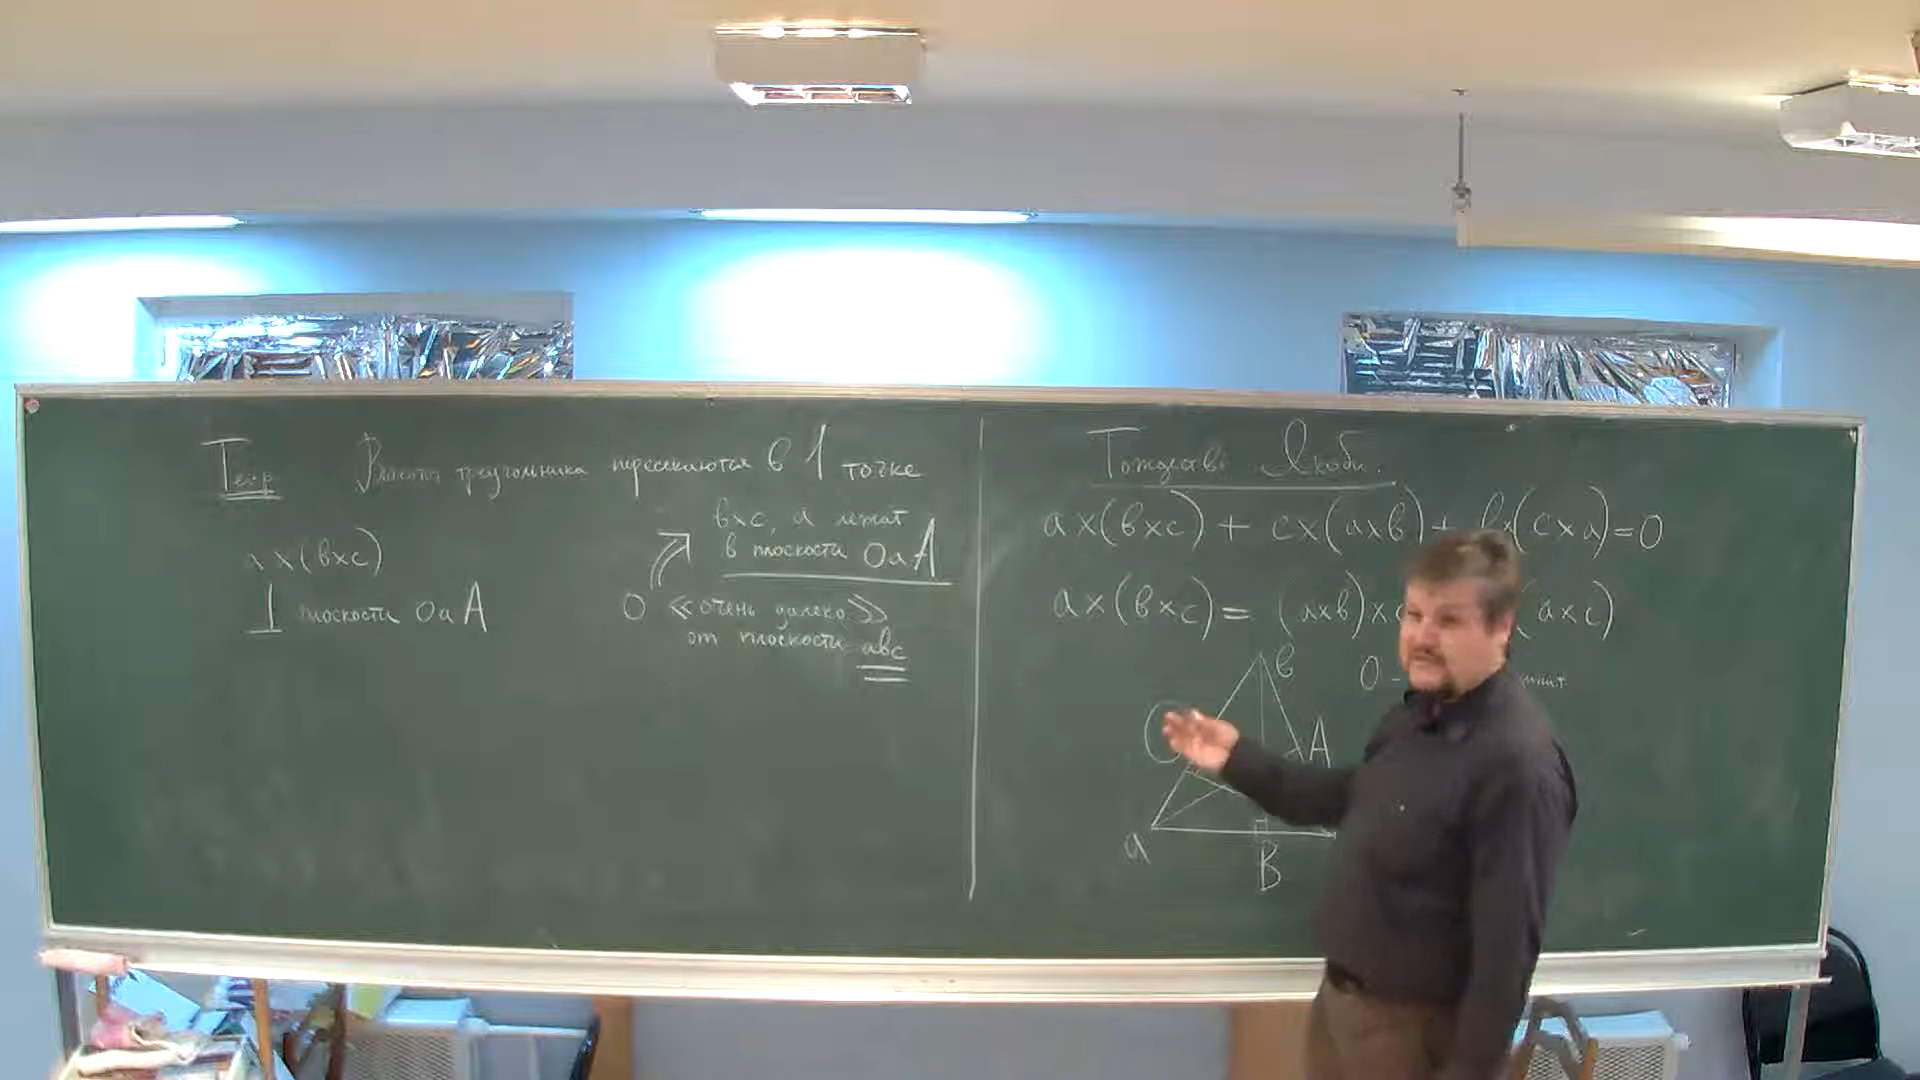 Теор Высоты треугольника пересекаются в 1 точке
a×(b×c)
⊥ плоскости OaA
b×c, a лежат
в плоскости OaA
O «очень далеко»
от плоскости abc
Тождество Якоби.
a×(b×c) + c×(a×b) + b×(c×a)=0
a×(b×c) = (a×b)×c (a×c)
O -
b
C
A
a
B